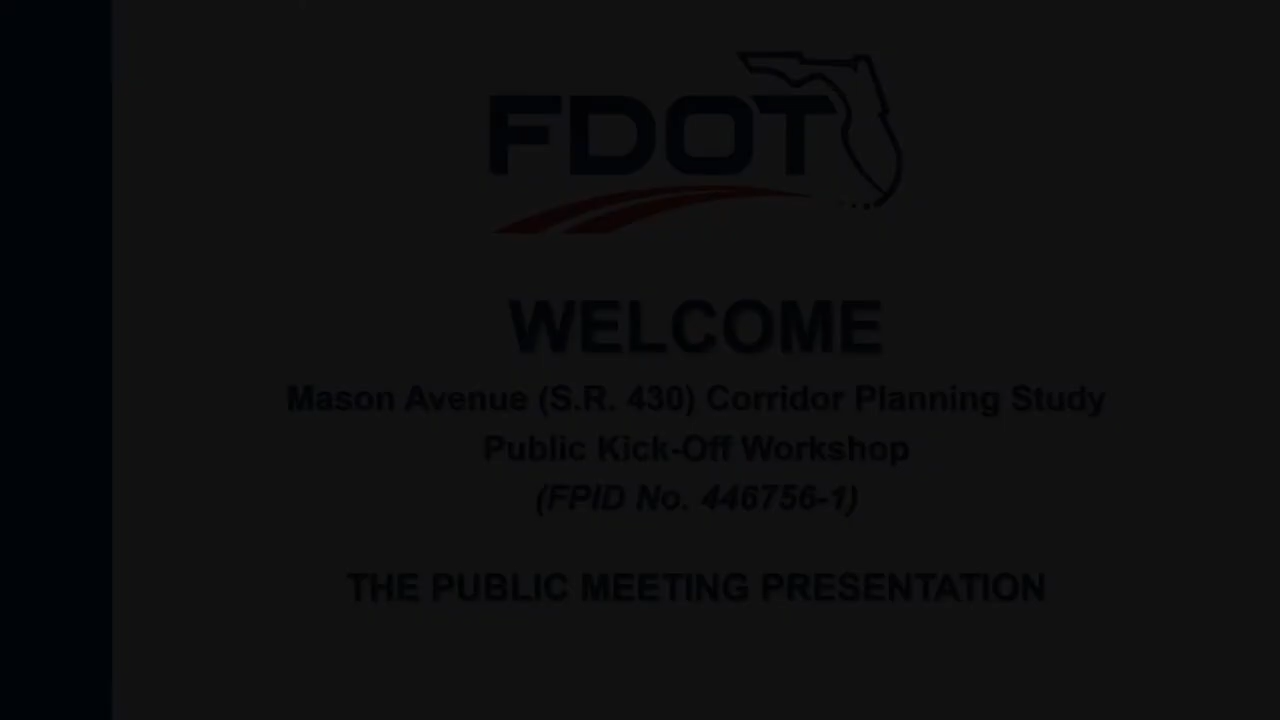 FDOT
WELCOME
Mason Avenue (S.R. 430) Corridor Planning Study
Public Kick-Off Workshop
(FPID No. 446756-1)
THE PUBLIC MEETING PRESENTATION